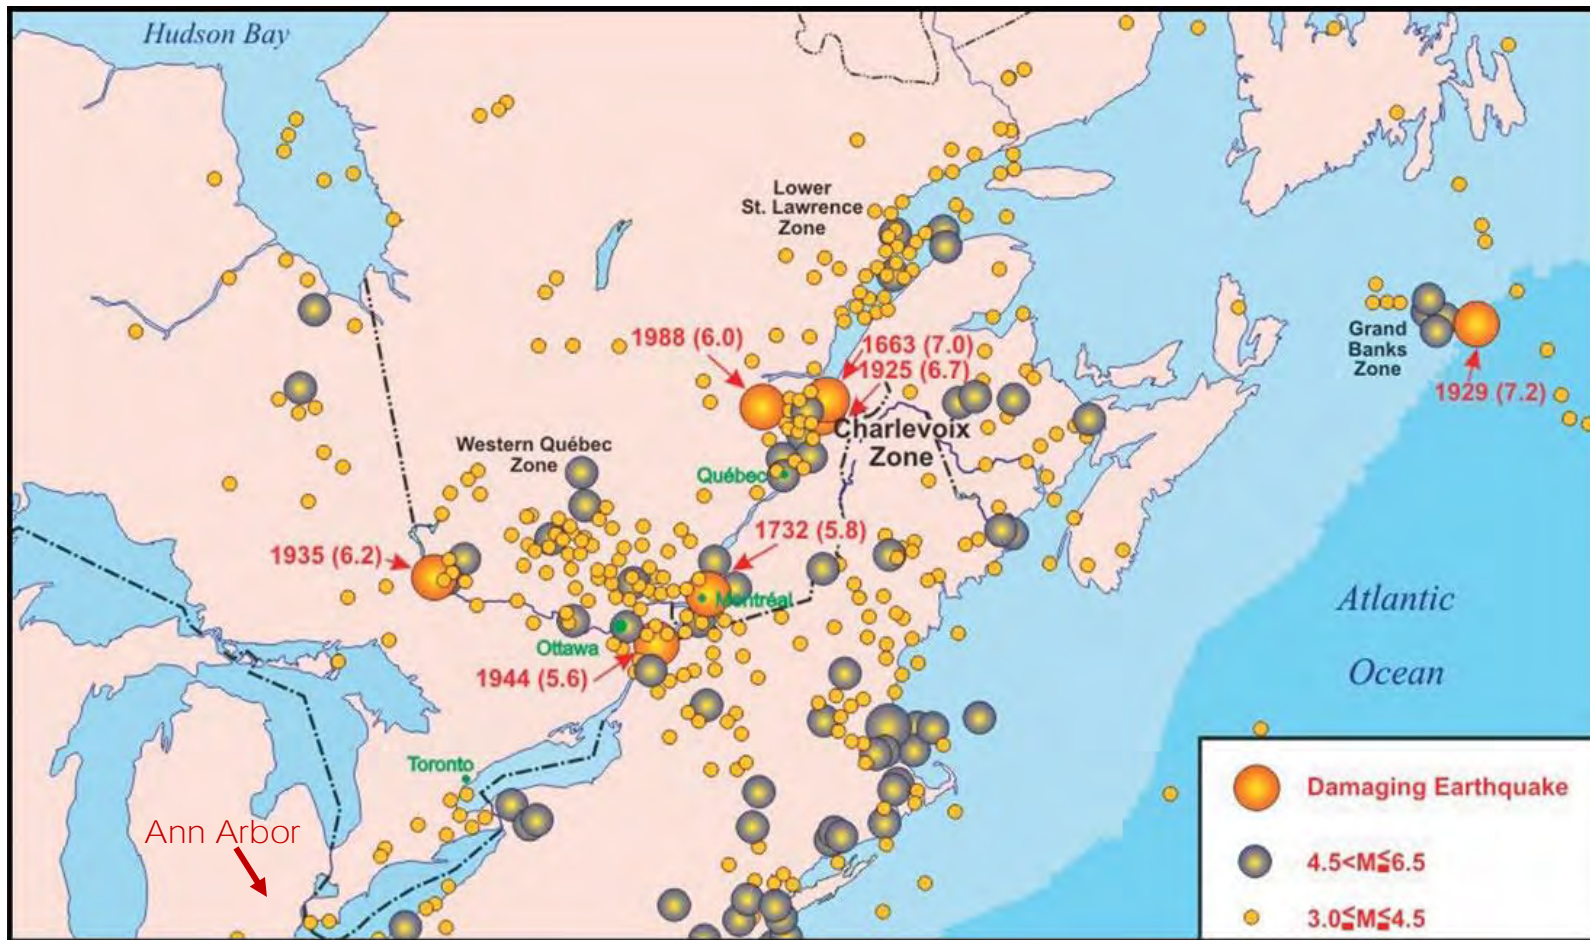 Hudson Bay
Lower
St. Lawrence
Zone
1988 (6.0)
1663 (7.0)
1925 (6.7)
Grand
Banks
Zone
1929 (7.2)
Charlevoix
Zone
Western Québec
Zone
Québec
1732 (5.8)
1935 (6.2)
Montréal
Ottawa
1944 (5.6)
Atlantic
Ocean
Toronto
Ann Arbor
Damaging Earthquake
4.5<M≤6.5
3.0≤M≤4.5